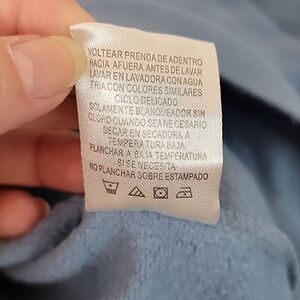 VOLTEAR PRENDA DE ADENTRO
HACIA AFUERA ANTES DE LAVAR
LAVAR EN LAVADORA CON AGUA
TRIA CON COLORES SIMILARES
CICLO DELICADO
SOLAMENTE BLANQUEADOR SIN
CLORO CUANDO SEA NECESARIO
SECAR EN SECADORA A
TEMPERATURA BAJA.
PLANCHAR A BAJA TEMPERATURA
SI SE NECESITA
NO PLANCHAR SOBRE ESTAMPADO